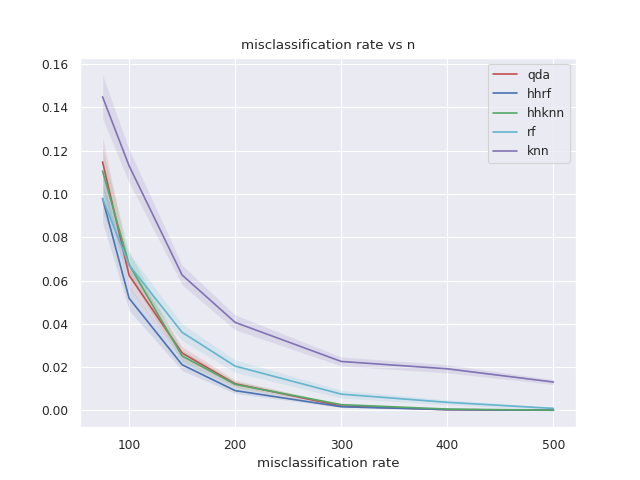 misclassification rate vs n
0.16
0.14
0.12
0.10
0.08
0.06
0.04
0.02
0.00
qda
hhrf
hhknn
rf
knn
100 200 300 400 500
misclassification rate